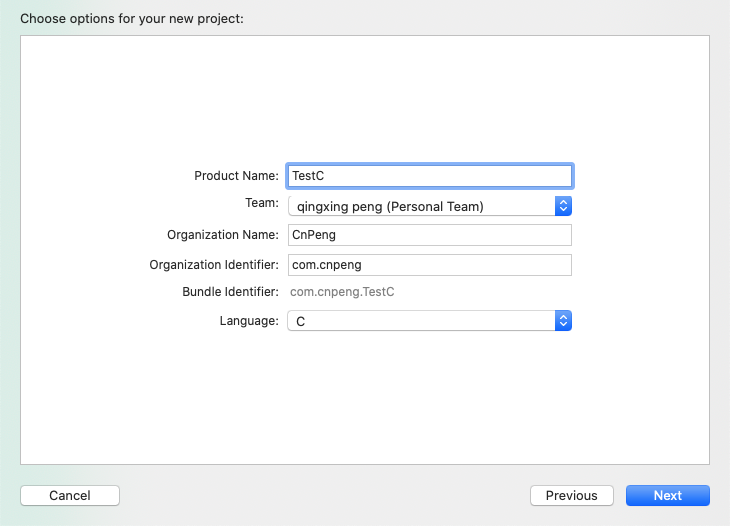 Choose options for your new project:
Product Name: TestC
Team: qingxing peng (Personal Team)
Organization Name: CnPeng
Organization Identifier: com.cnpeng
Bundle Identifier: com.cnpeng.TestC
Language: C
Cancel Previous Next